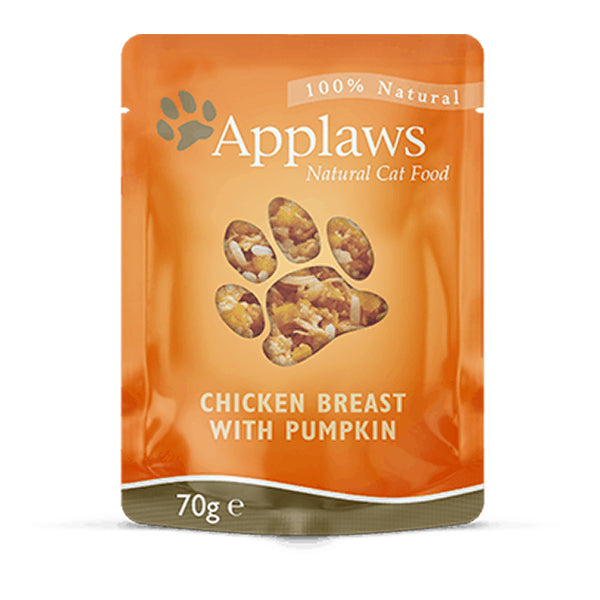 100% Natural
Applaws
Natural Cat Food
CHICKEN BREAST
WITH PUMPKIN
70g ℮